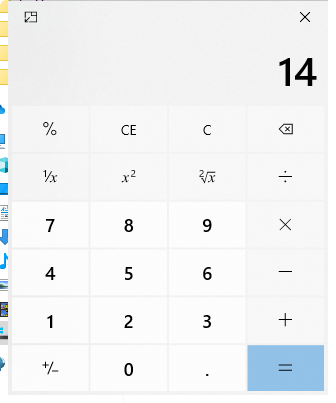 14
% CE C
⅟x x² ²√x ÷
7 8 9 ×
4 5 6 −
1 2 3 +
+/− 0 . =